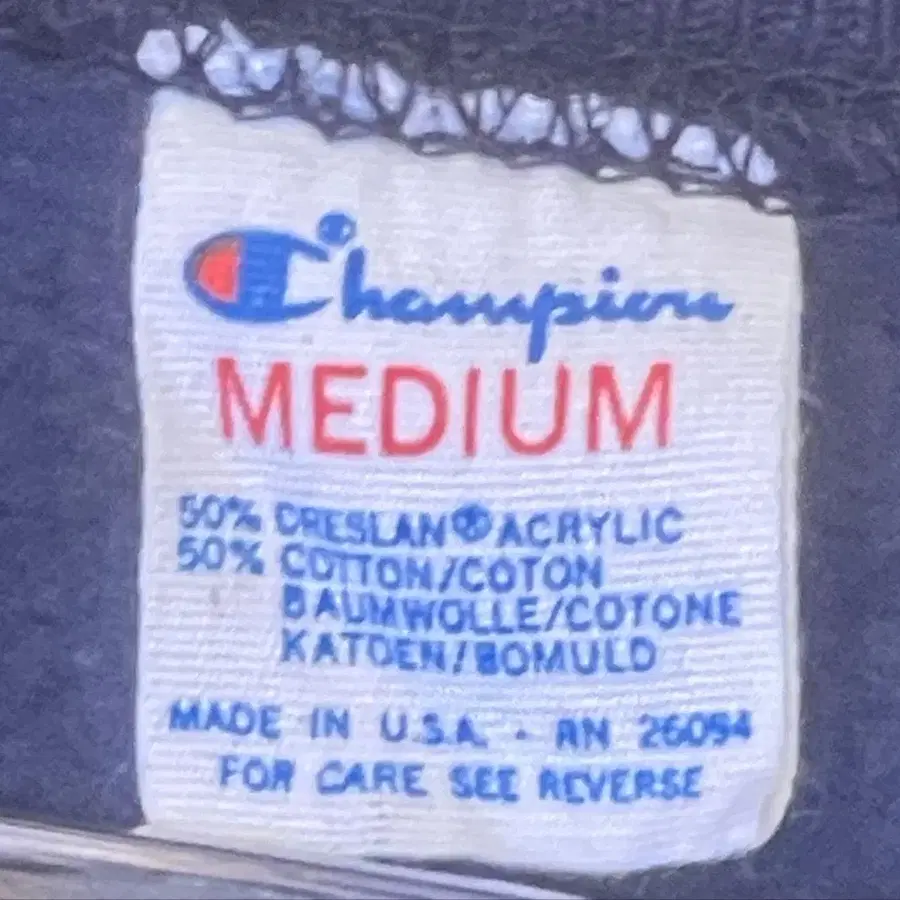 Champion
MEDIUM
50% CRESLAN® ACRYLIC
50% COTTON/COTON
BAUMWOLLE/COTONE
KATOEN/BOMULD
MADE IN U.S.A. - RN 26094
FOR CARE SEE REVERSE